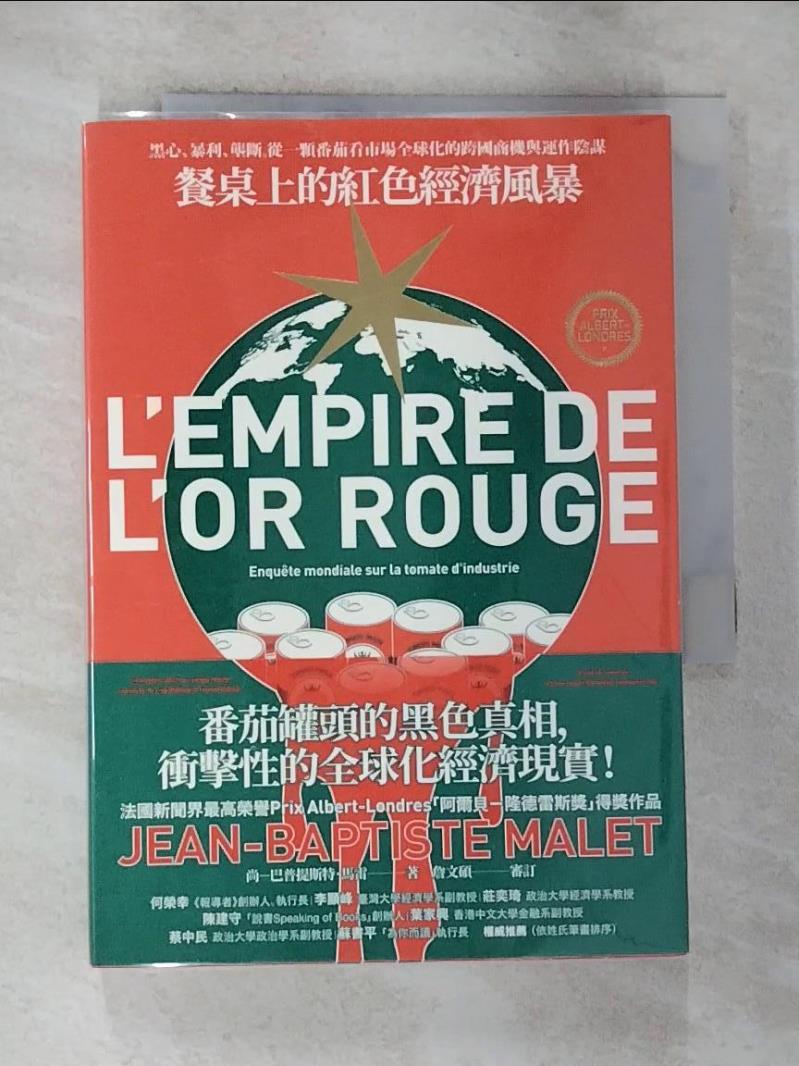 黑心、暴利、壟斷,從一顆番茄看市場全球化的跨國商機與運作陰謀
餐桌上的紅色經濟風暴
PRIX
ALBERT-
LONDRES
L'EMPIRE DE
L'OR ROUGE
Enquête mondiale sur la tomate d'industrie
番茄罐頭的黑色真相,
衝擊性的全球化經濟現實!
法國新聞界最高榮譽Prix Albert-Londres「阿爾貝-隆德雷斯獎」得獎作品
JEAN-BAPTISTE MALET
尚-巴普提斯特·馬雷——著 詹文碩——審訂
何榮幸《報導者》創辦人、執行長|李顯峰 臺灣大學經濟學系副教授|莊奕琦 政治大學經濟學系教授
陳建守「說書Speaking of Books」創辦人|葉家興 香港中文大學金融系副教授
蔡中民 政治大學政治學系副教授|蘇書平「為你而讀」執行長 權威推薦(依姓氏筆畫排序)